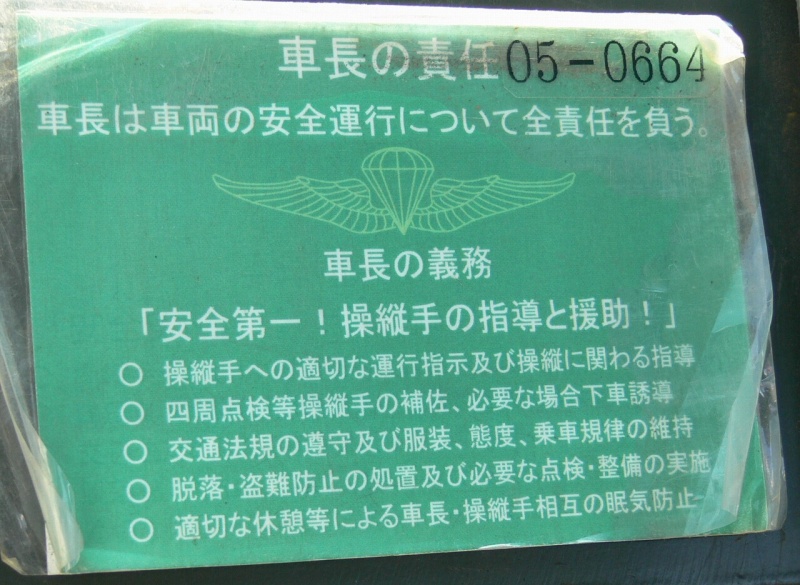 車長の責任 05-0664
車長は車両の安全運行について全責任を負う。
車長の義務
「安全第一！操縦手の指導と援助！」
○ 操縦手への適切な運行指示及び操縦に関わる指導
○ 四周点検等操縦手の補佐、必要な場合下車誘導
○ 交通法規の遵守及び服装、態度、乗車規律の維持
○ 脱落・盗難防止の処置及び必要な点検・整備の実施
○ 適切な休憩等による車長・操縦手相互の眠気防止